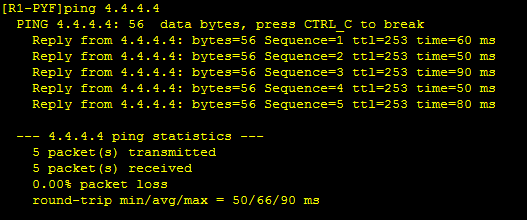 [R1-PYF]ping 4.4.4.4
PING 4.4.4.4: 56  data bytes, press CTRL_C to break
Reply from 4.4.4.4: bytes=56 Sequence=1 ttl=253 time=60 ms
Reply from 4.4.4.4: bytes=56 Sequence=2 ttl=253 time=50 ms
Reply from 4.4.4.4: bytes=56 Sequence=3 ttl=253 time=90 ms
Reply from 4.4.4.4: bytes=56 Sequence=4 ttl=253 time=50 ms
Reply from 4.4.4.4: bytes=56 Sequence=5 ttl=253 time=80 ms
--- 4.4.4.4 ping statistics ---
5 packet(s) transmitted
5 packet(s) received
0.00% packet loss
round-trip min/avg/max = 50/66/90 ms